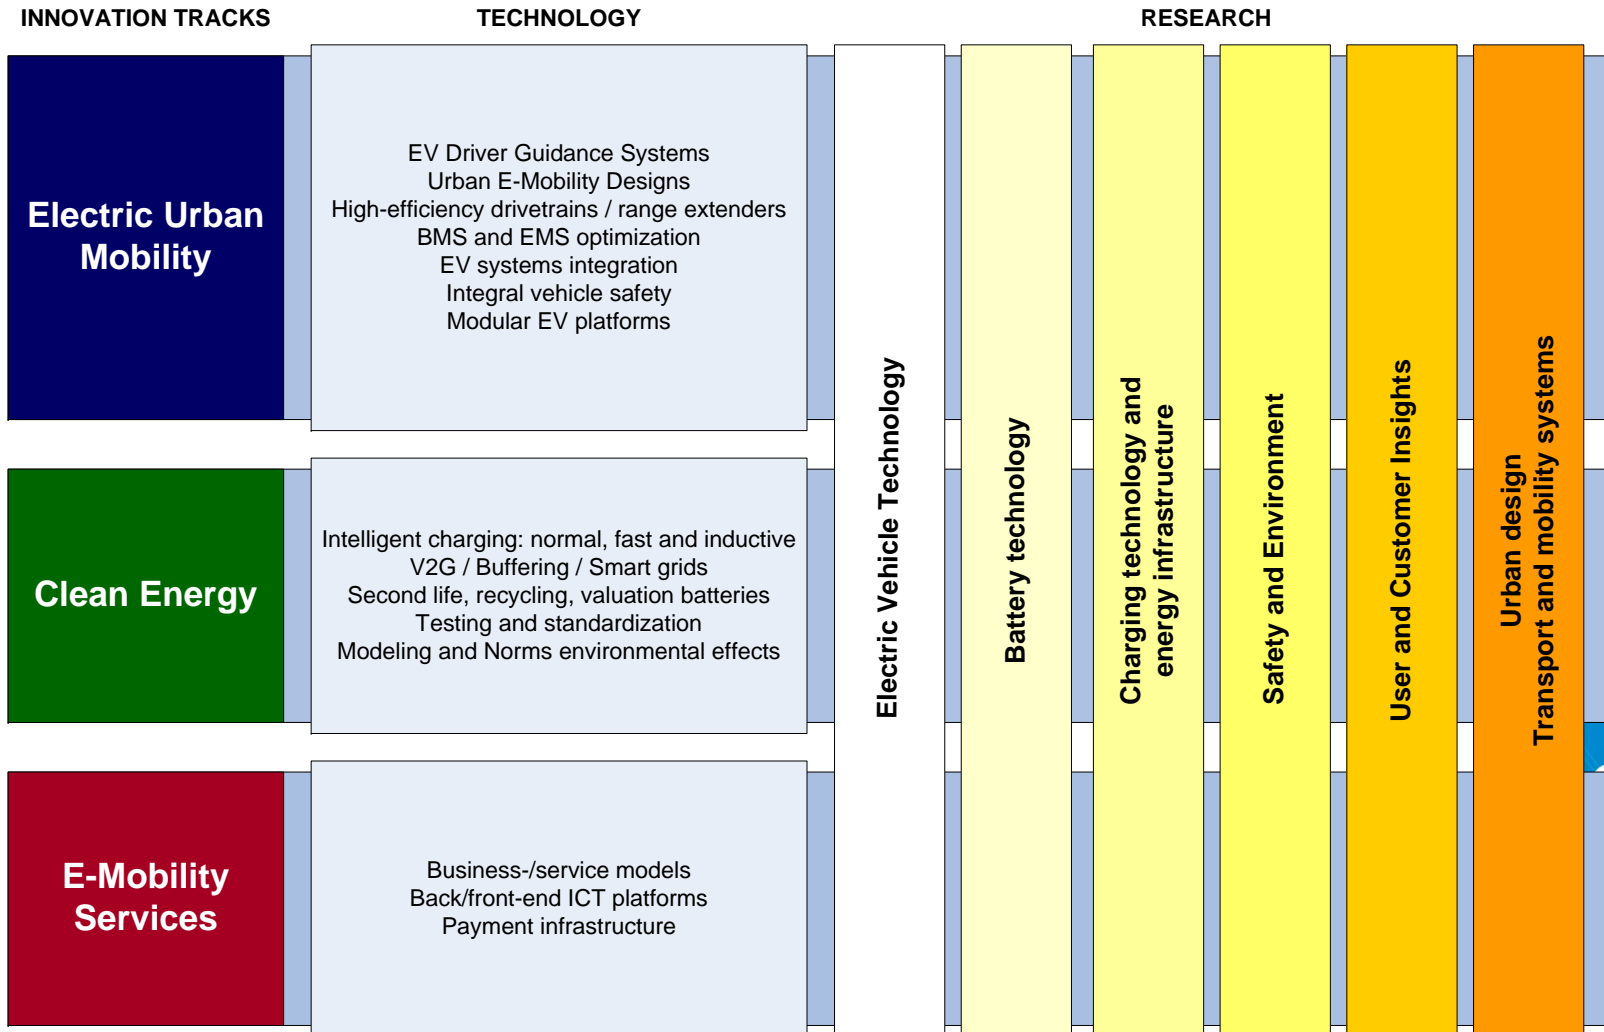 INNOVATION TRACKS
TECHNOLOGY
RESEARCH
Electric Urban
Mobility
EV Driver Guidance Systems
Urban E-Mobility Designs
High-efficiency drivetrains / range extenders
BMS and EMS optimization
EV systems integration
Integral vehicle safety
Modular EV platforms
Clean Energy
Intelligent charging: normal, fast and inductive
V2G / Buffering / Smart grids
Second life, recycling, valuation batteries
Testing and standardization
Modeling and Norms environmental effects
E-Mobility
Services
Business-/service models
Back/front-end ICT platforms
Payment infrastructure
Electric Vehicle Technology
Battery technology
Charging technology and
energy infrastructure
Safety and Environment
User and Customer Insights
Urban design
Transport and mobility systems